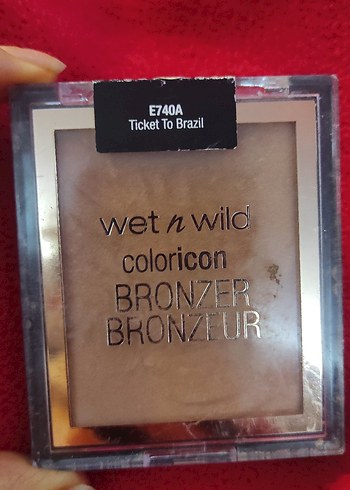 E740A
Ticket To Brazil
wet n wild
coloricon
BRONZER
BRONZEUR